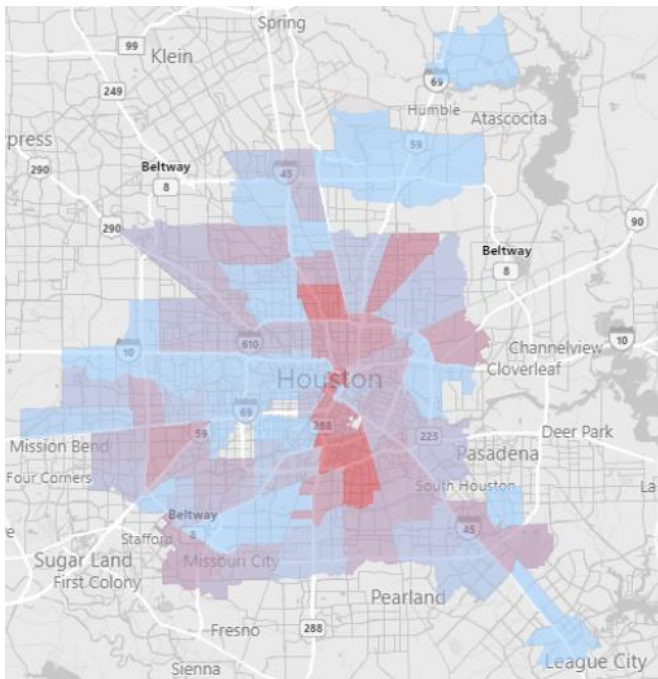 Spring
99
Klein
249
69
Humble
Atascocita
press
59
290
Beltway
45
8
290
90
Beltway
8
610
10
10
Channelview
Houston
Cloverleaf
69
288
59
225
Deer Park
Mission Bend
Pasadena
Four Corners
South Houston
La
Beltway
45
e
Stafford
8
Sugar Land
Missouri City
First Colony
Pearland
Fresno
288
Sienna
League City